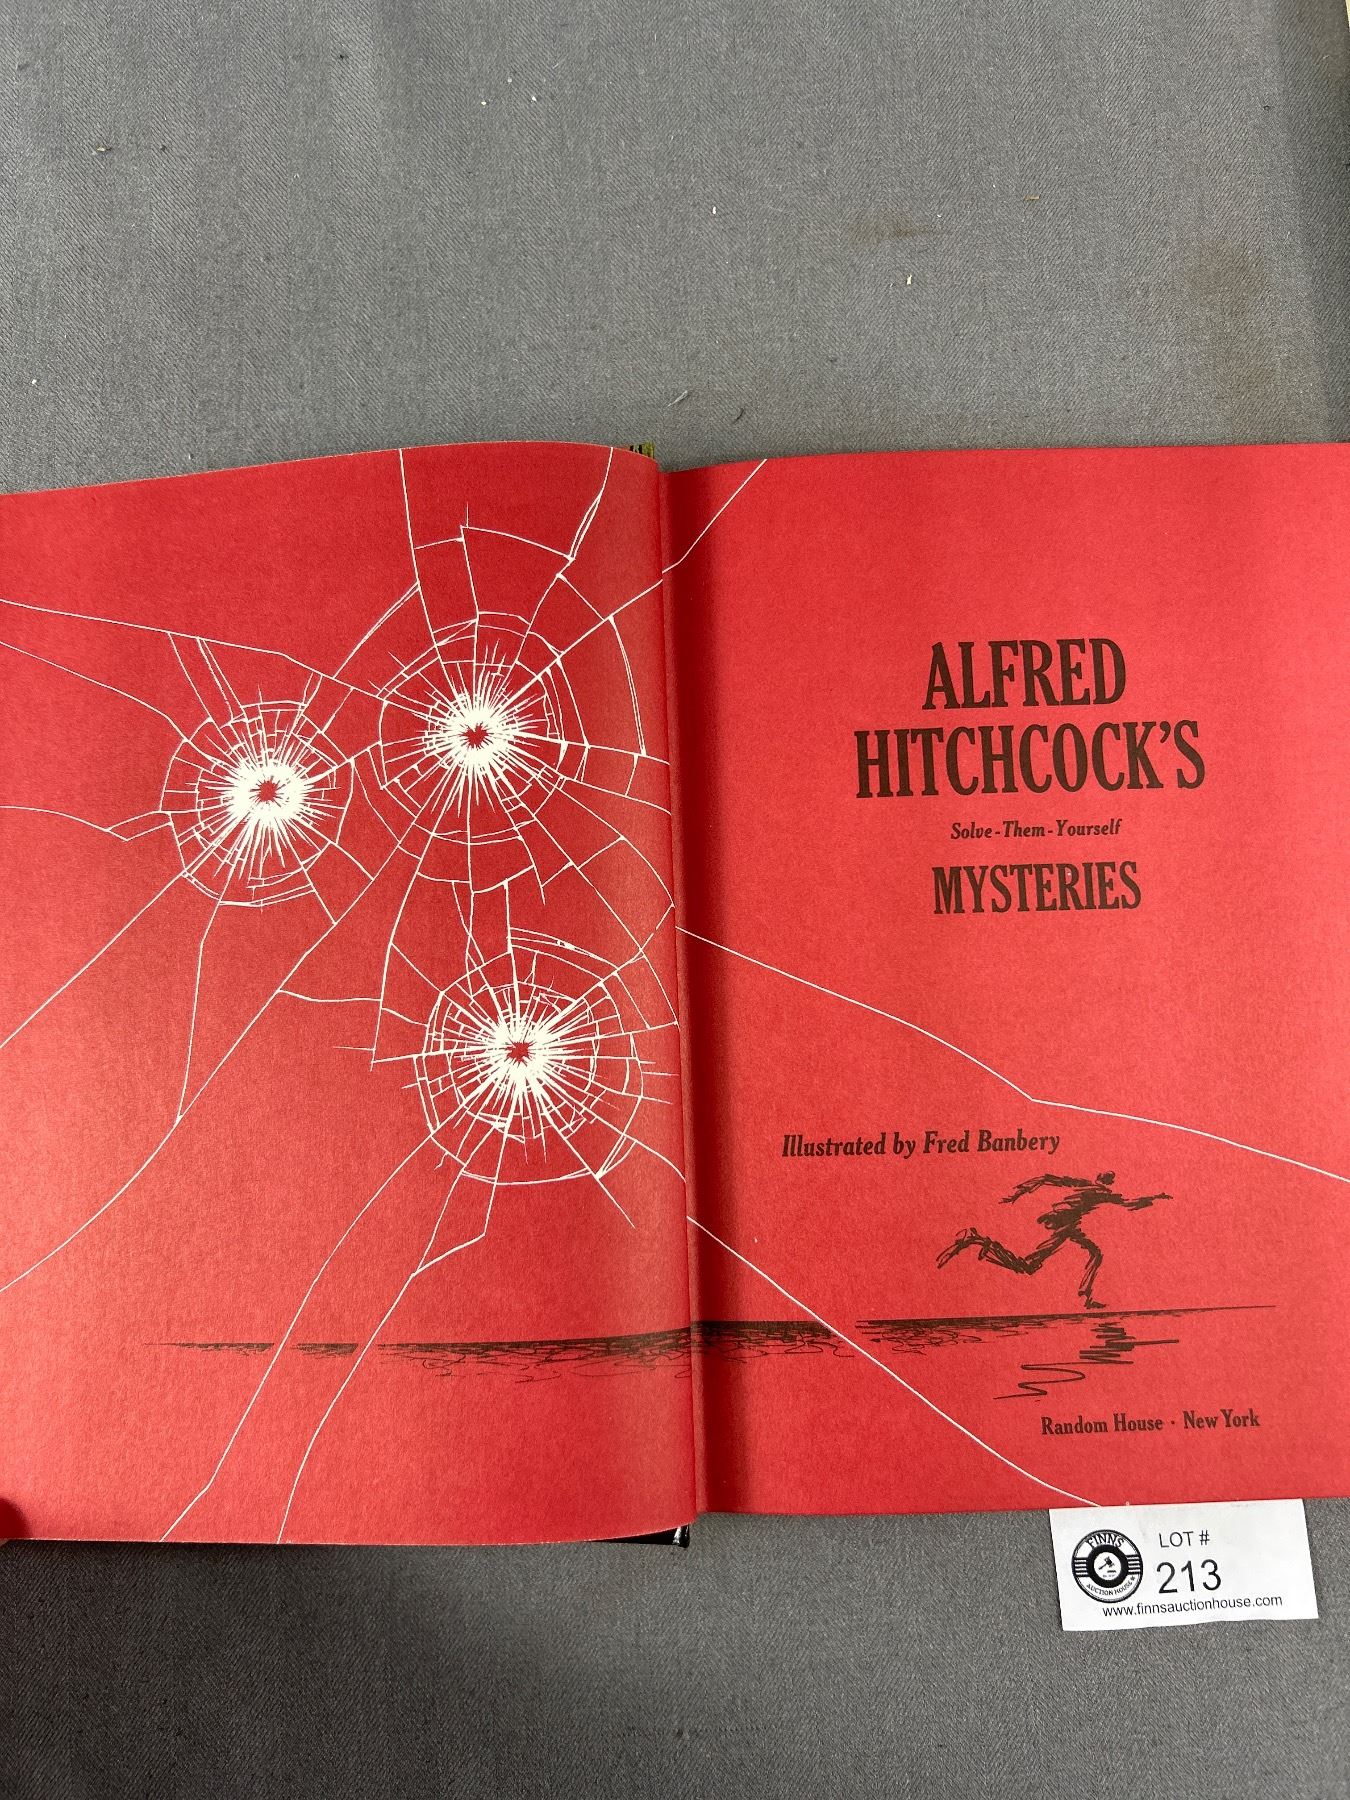 ALFRED
HITCHCOCK'S
Solve-Them-Yourself
MYSTERIES
Illustrated by Fred Banbery
Random House · New York
FINNS
AUCTION HOUSE
LOT #
213
www.finnsauctionhouse.com